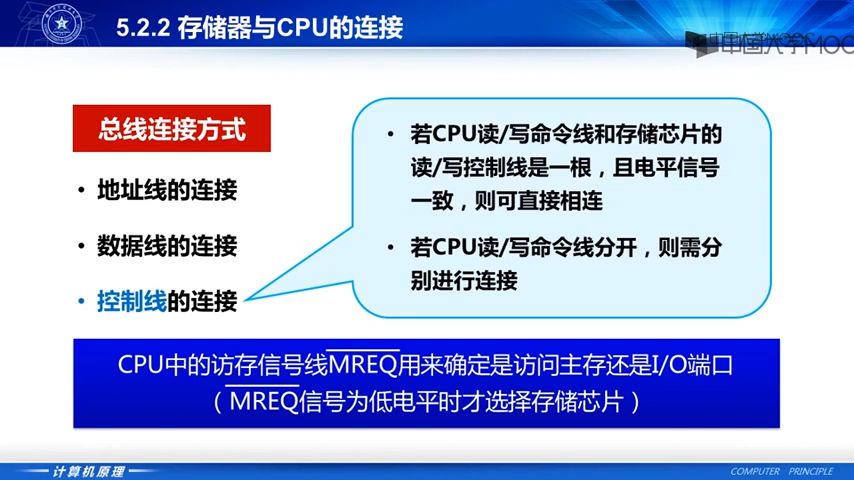 5.2.2 存储器与CPU的连接
中国大学MOOC
总线连接方式
• 地址线的连接
• 数据线的连接
• 控制线的连接
• 若CPU读/写命令线和存储芯片的
读/写控制线是一根，且电平信号
一致，则可直接相连
• 若CPU读/写命令线分开，则需分
别进行连接
CPU中的访存信号线MREQ用来确定是访问主存还是I/O端口
（MREQ信号为低电平时才选择存储芯片）
计算机原理
COMPUTER PRINCIPLE